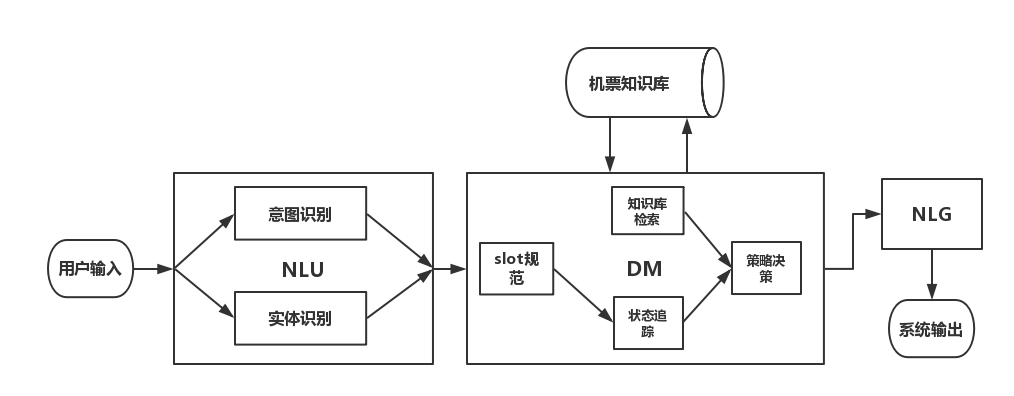 机票知识库
用户输入
意图识别
NLU
实体识别
slot规
范
知识库
检索
DM
状态追
踪
策略决
策
NLG
系统输出